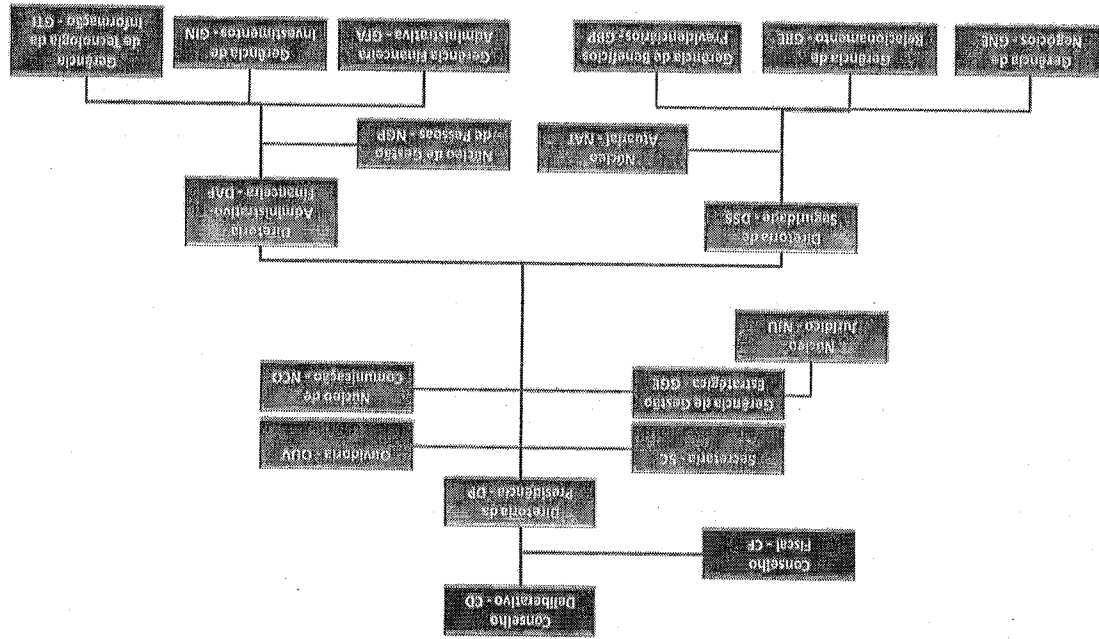 Conselho
Deliberativo - CD
Conselho
Fiscal - CF
Diretoria da
Presidência - DP
Secretaria - SC
Ouvidoria - OUV
Gerência de Gestão
Estratégica - GGE
Núcleo de
Comunicação - NCO
Núcleo
Jurídico - NJU
Diretoria de
Seguridade - DSS
Diretoria
Administrativo-
Financeira - DAF
Núcleo
Atuarial - NAT
Núcleo de Gestão
de Pessoas - NGP
Gerência de
Negócios - GNE
Gerência de
Relacionamento - GRE
Gerência de Benefícios
Previdenciários - GBP
Gerência Financeira
Administrativa - GFA
Gerência de
Investimentos - GIN
Gerência
de Tecnologia da
Informação - GTI